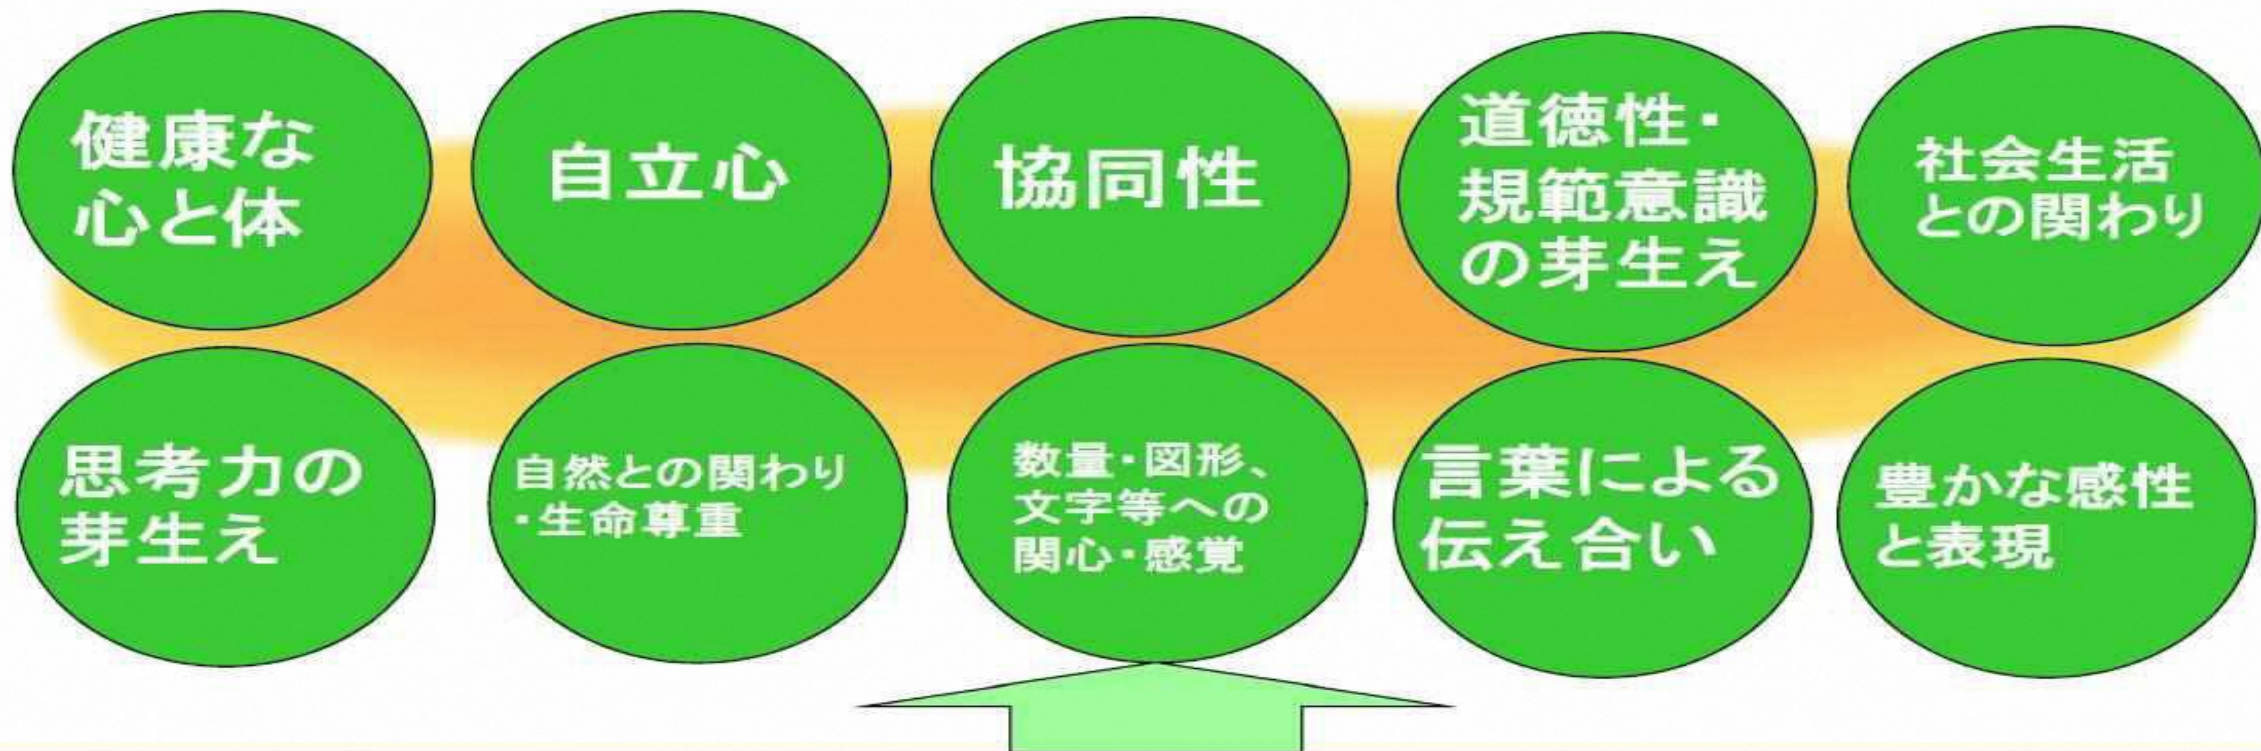 健康な
心と体
自立心
協同性
道徳性・
規範意識
の芽生え
社会生活
との関わり
思考力の
芽生え
自然との関わり
・生命尊重
数量・図形、
文字等への
関心・感覚
言葉による
伝え合い
豊かな感性
と表現